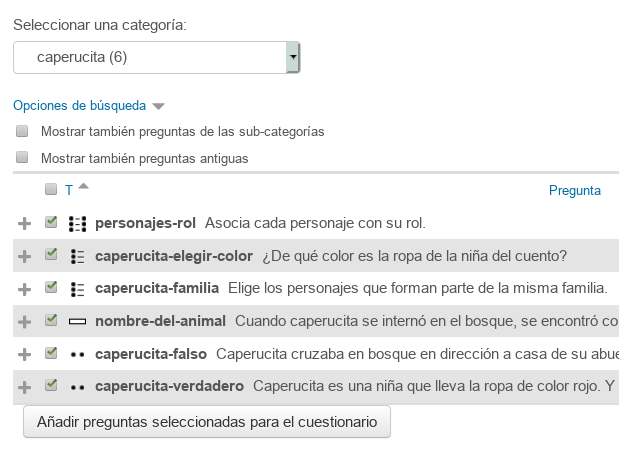 Seleccionar una categoría:
caperucita (6)
Opciones de búsqueda
Mostrar también preguntas de las sub-categorías
Mostrar también preguntas antiguas
T Pregunta
personajes-rol Asocia cada personaje con su rol.
caperucita-elegir-color ¿De qué color es la ropa de la niña del cuento?
caperucita-familia Elige los personajes que forman parte de la misma familia.
nombre-del-animal Cuando caperucita se internó en el bosque, se encontró co
caperucita-falso Caperucita cruzaba en bosque en dirección a casa de su abue
caperucita-verdadero Caperucita es una niña que lleva la ropa de color rojo. Y
Añadir preguntas seleccionadas para el cuestionario